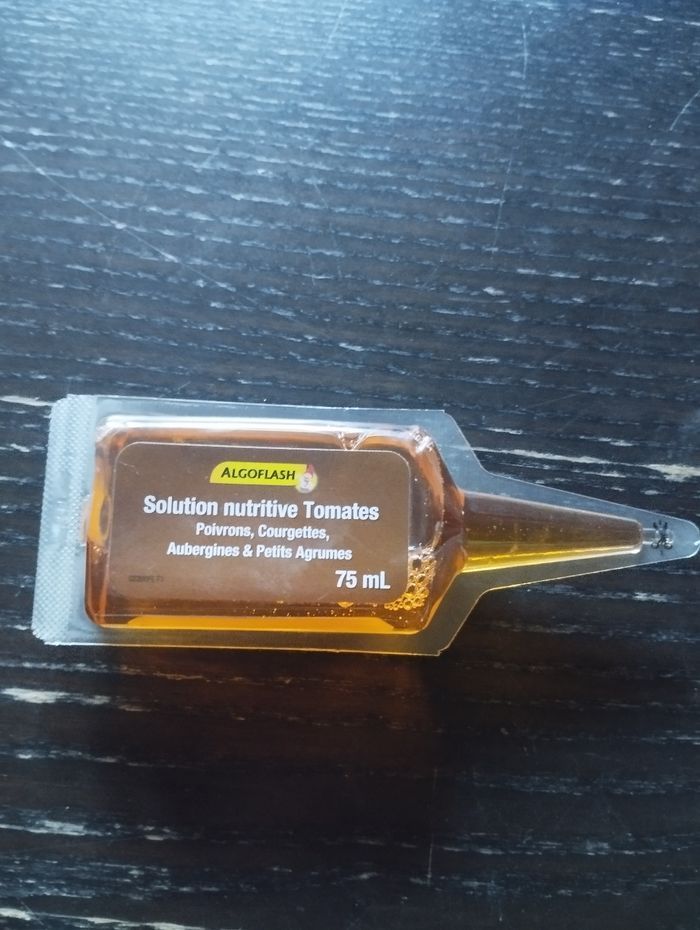 ALGOFLASH
Solution nutritive Tomates
Poivrons, Courgettes,
Aubergines & Petits Agrumes
75 mL